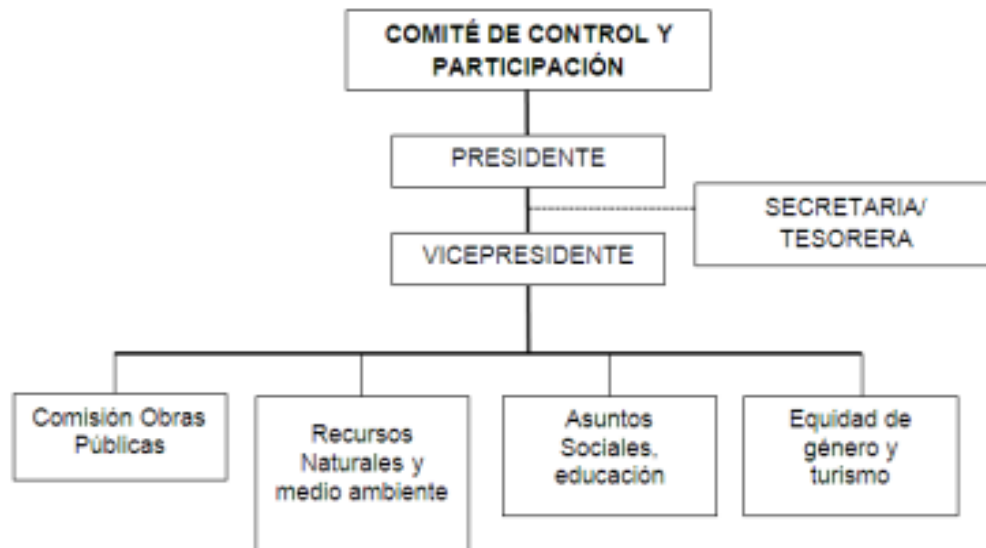 COMITÉ DE CONTROL Y
PARTICIPACIÓN
PRESIDENTE
SECRETARIA/
TESORERA
VICEPRESIDENTE
Comisión Obras
Públicas
Recursos
Naturales y
medio ambiente
Asuntos
Sociales,
educación
Equidad de
género y
turismo